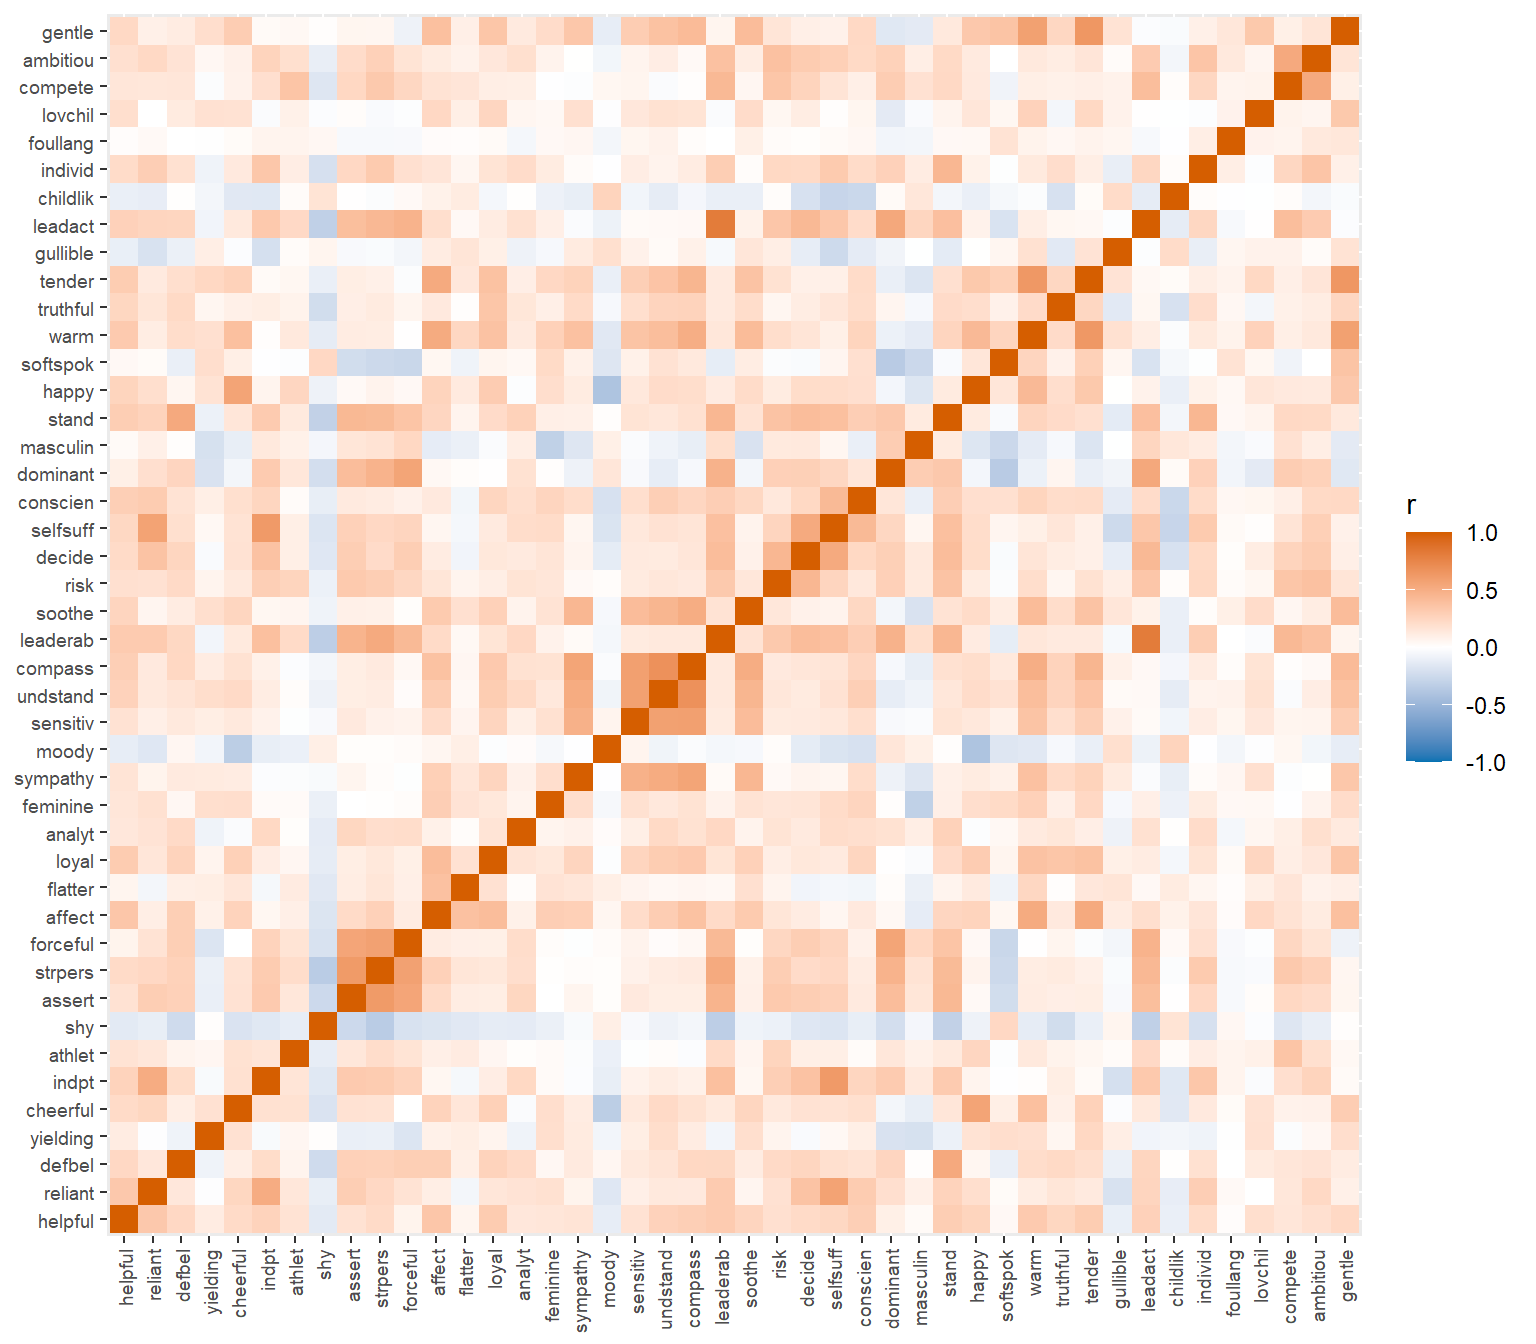 gentle
ambitiou
compete
lovchil
foullang
individ
childlik
leadact
gullible
tender
truthful
warm
softspok
happy
stand
masculin
dominant
conscien
selfsuff
decide
risk
soothe
leaderab
compass
undstand
sensitiv
moody
sympathy
feminine
analyt
loyal
flatter
affect
forceful
strpers
assert
shy
athlet
indpt
cheerful
yielding
defbel
reliant
helpful
helpful
reliant
defbel
yielding
cheerful
indpt
athlet
shy
assert
strpers
forceful
affect
flatter
loyal
analyt
feminine
sympathy
moody
sensitiv
undstand
compass
leaderab
soothe
risk
decide
selfsuff
conscien
dominant
masculin
stand
happy
softspok
warm
truthful
tender
gullible
leadact
childlik
individ
foullang
lovchil
compete
ambitiou
gentle
r
1.0
0.5
0.0
-0.5
-1.0